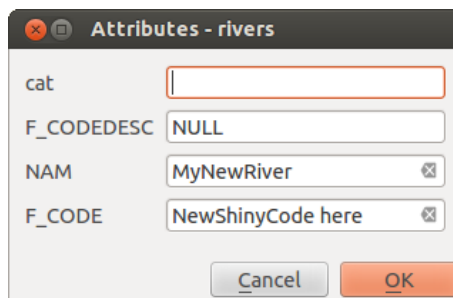 Attributes - rivers
cat
F_CODEDESC NULL
NAM MyNewRiver
F_CODE NewShinyCode here
Cancel OK